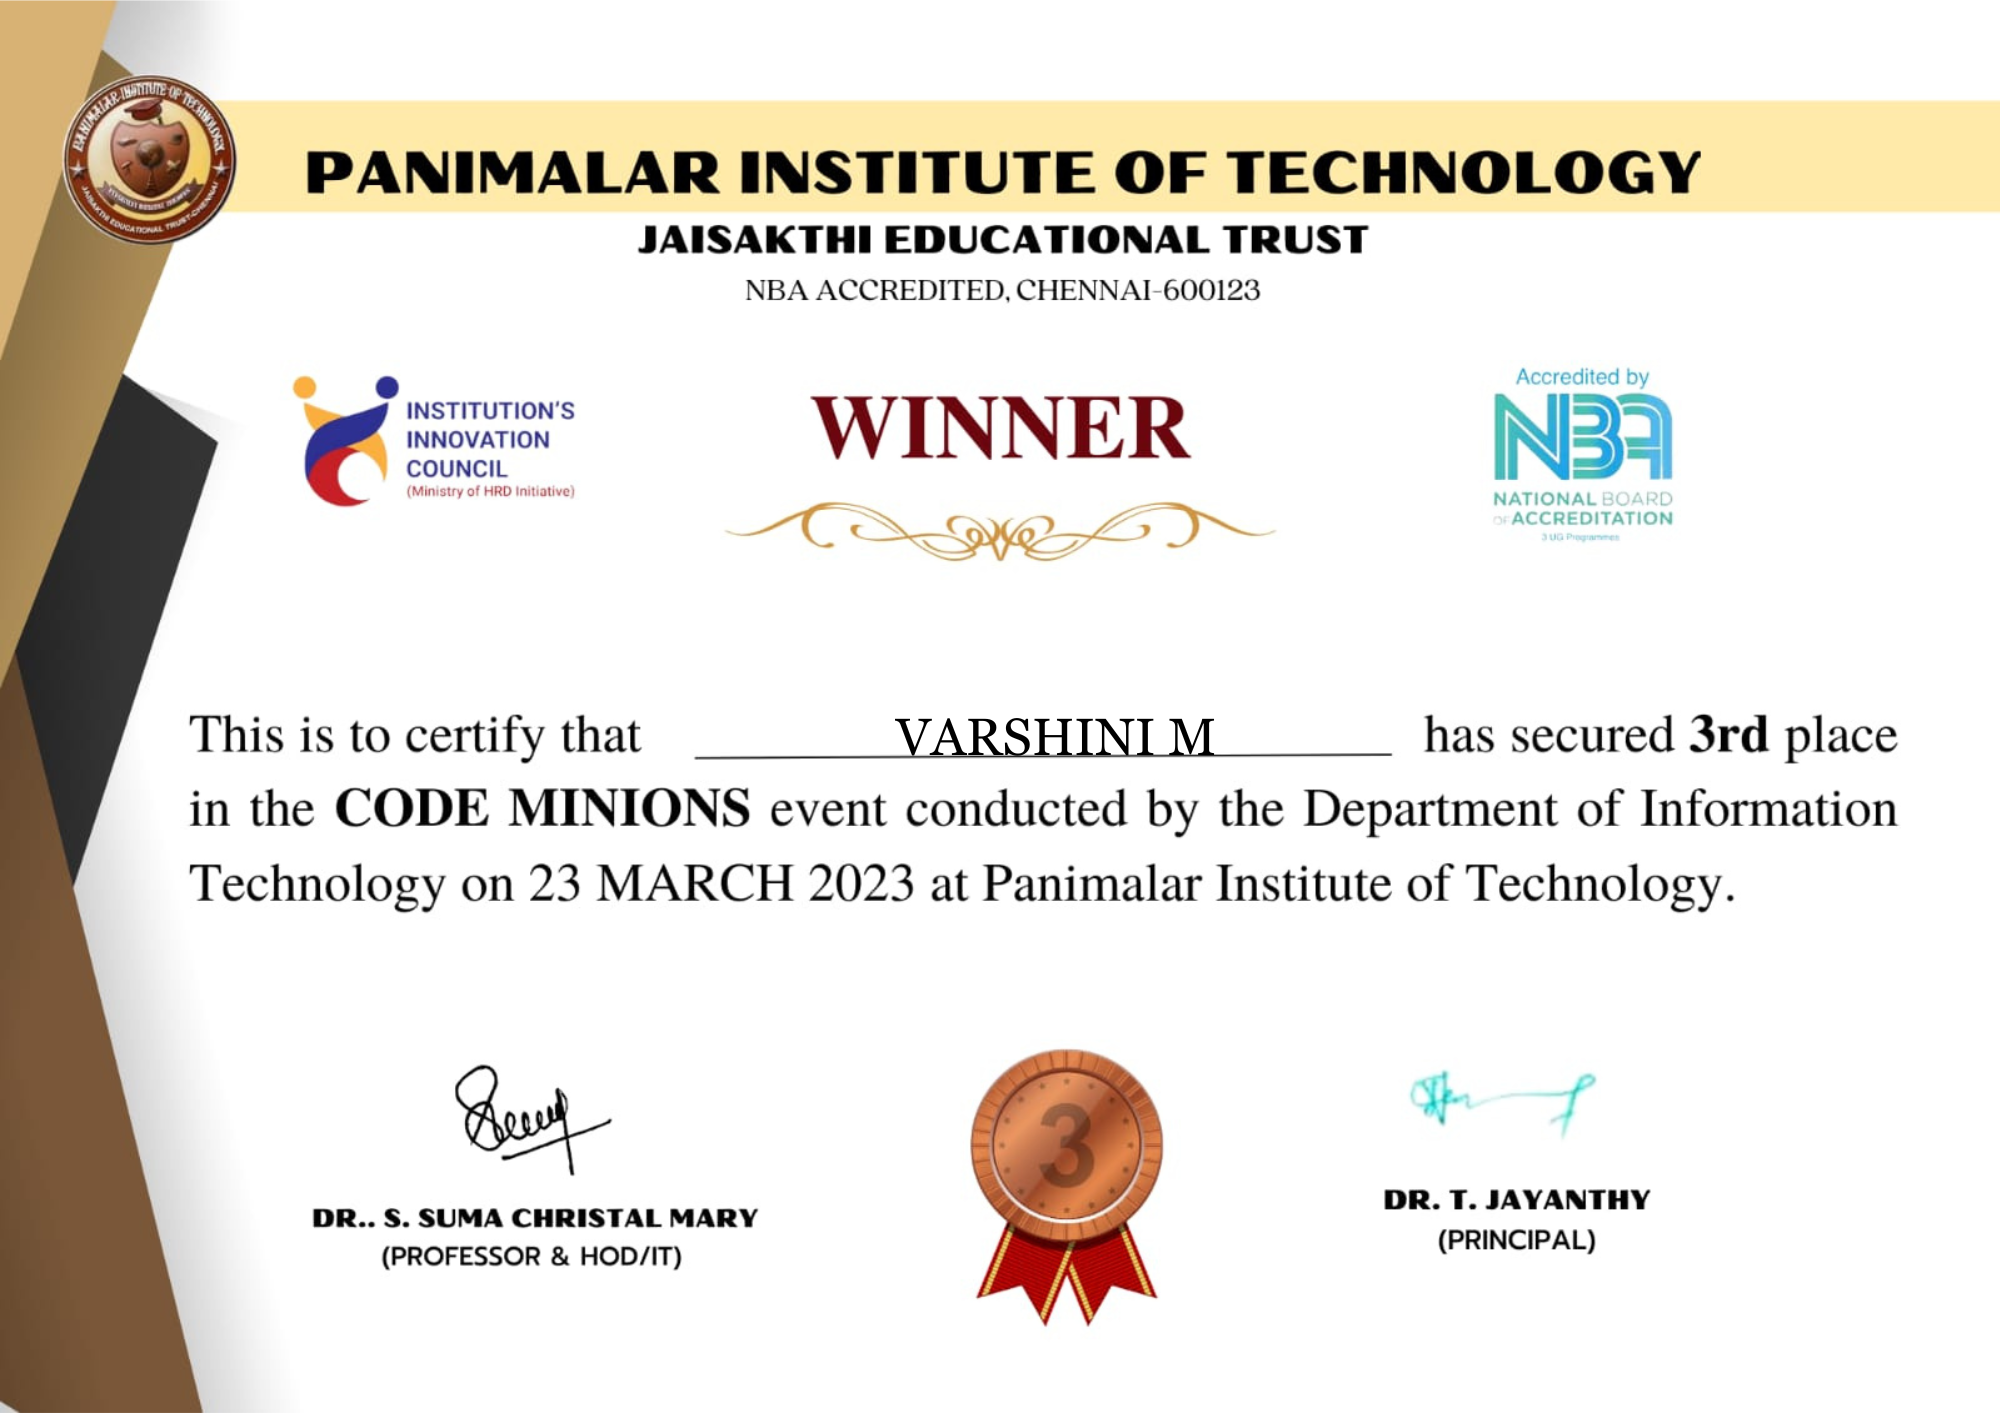 PANIMALAR INSTITUTE OF TECHNOLOGY
JAISAKTHI EDUCATIONAL TRUST-CHENNAI
PANIMALAR INSTITUTE OF TECHNOLOGY
JAISAKTHI EDUCATIONAL TRUST
NBA ACCREDITED, CHENNAI-600123
INSTITUTION'S
INNOVATION
COUNCIL
(Ministry of HRD Initiative)
WINNER
Accredited by
NBA
NATIONAL BOARD
OF ACCREDITATION
3 UG Programmes
This is to certify that VARSHINI M has secured 3rd place
in the CODE MINIONS event conducted by the Department of Information
Technology on 23 MARCH 2023 at Panimalar Institute of Technology.
3
DR.. S. SUMA CHRISTAL MARY
(PROFESSOR & HOD/IT)
DR. T. JAYANTHY
(PRINCIPAL)